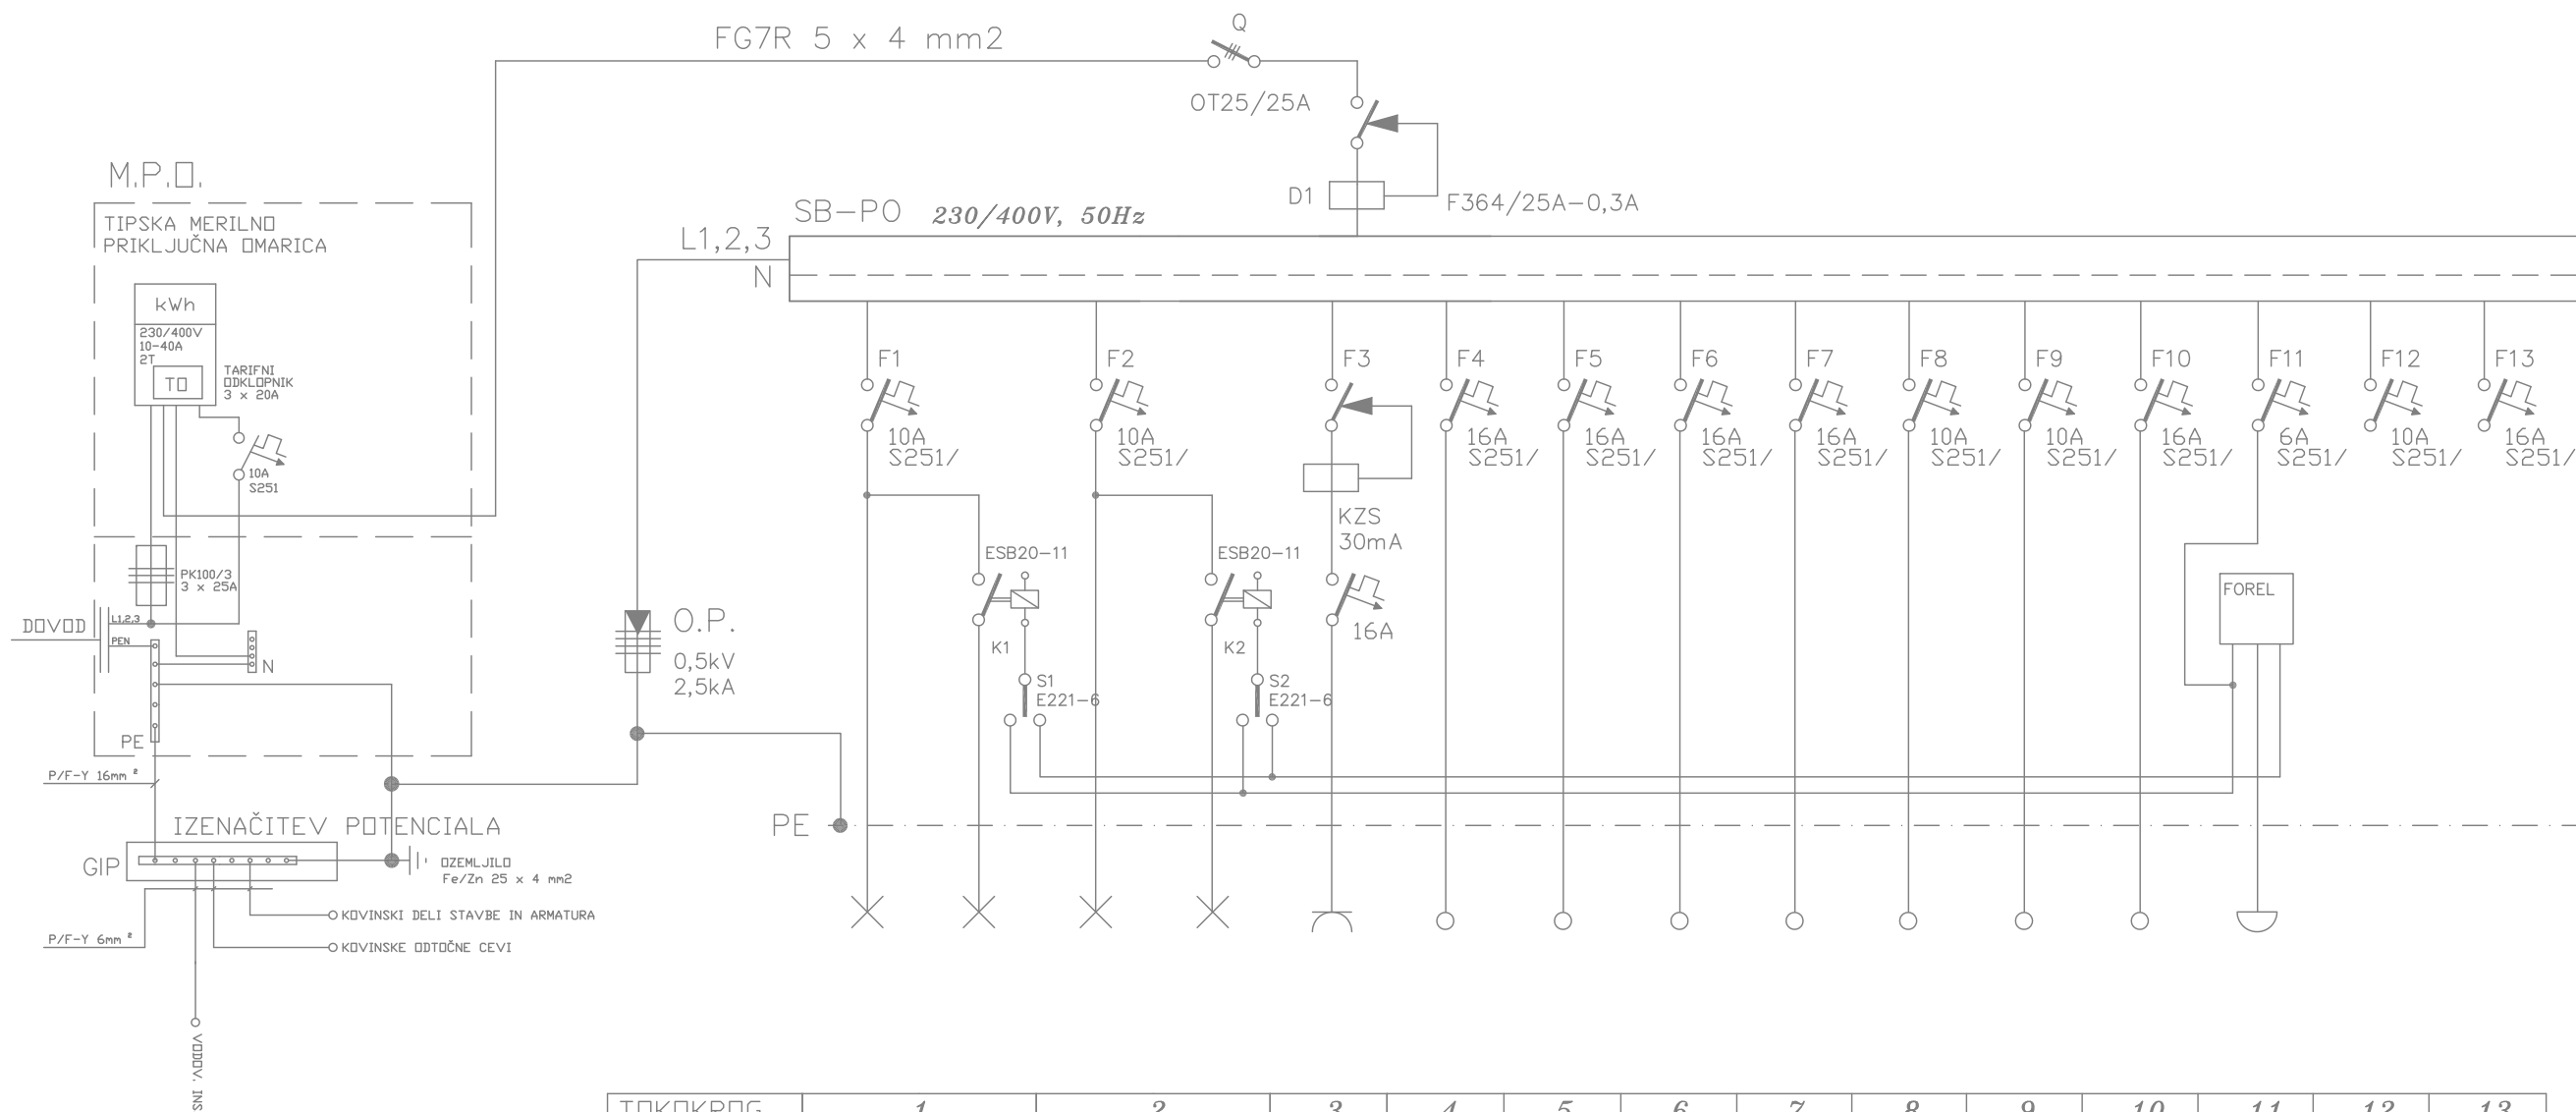 Q
FG7R 5 x 4 mm2
OT25/25A
M.P.O.
TIPSKA MERILNO
PRIKLJUČNA OMARICA
D1
F364/25A-0,3A
SB-PO 230/400V, 50Hz
L1,2,3
N
kWh
230/400V
10-40A
2T
TO
TARIFNI
ODKLOPNIK
3 x 20A
10A
S251
F1
10A
S251/
F2
10A
S251/
F3
F4
16A
S251/
F5
16A
S251/
F6
16A
S251/
F7
16A
S251/
F8
10A
S251/
F9
10A
S251/
F10
16A
S251/
F11
6A
S251/
F12
10A
S251/
F13
16A
S251/
KZS
30mA
16A
ESB20-11
K1
S1
E221-6
ESB20-11
K2
S2
E221-6
FOREL
PK100/3
3 x 25A
DOVOD
L1,2,3
PEN
N
PE
O.P.
0,5kV
2,5kA
P/F-Y 16mm²
IZENAČITEV POTENCIALA
PE
GIP
OZEMLJILO
Fe/Zn 25 x 4 mm2
KOVINSKI DELI STAVBE IN ARMATURA
P/F-Y 6mm²
KOVINSKE ODTOČNE CEVI
VODOV. INS
TOKOKROG 1 2 3 4 5 6 7 8 9 10 11 12 13